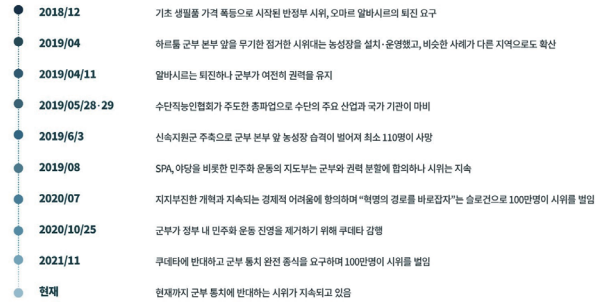 2018/12 기초 생필품 가격 폭등으로 시작된 반정부 시위, 오마르 알바시르의 퇴진 요구
2019/04 하르툼 군부 본부 앞을 무기한 점거한 시위대는 농성장을 설치·운영했고, 비슷한 사례가 다른 지역으로도 확산
2019/04/11 알바시르는 퇴진하나 군부가 여전히 권력을 유지
2019/05/28·29 수단직능인협회가 주도한 총파업으로 수단의 주요 산업과 국가 기관이 마비
2019/6/3 신속지원군 주축으로 군부 본부 앞 농성장 습격이 벌어져 최소 110명이 사망
2019/08 SPA, 야당을 비롯한 민주화 운동의 지도부는 군부와 권력 분할에 합의하나 시위는 지속
2020/07 지지부진한 개혁과 지속되는 경제적 어려움에 항의하며 “혁명의 경로를 바로잡자”는 슬로건으로 100만명이 시위를 벌임
2020/10/25 군부가 정부 내 민주화 운동 진영을 제거하기 위해 쿠데타 감행
2021/11 쿠데타에 반대하고 군부 통치 완전 종식을 요구하며 100만명이 시위를 벌임
현재 현재까지 군부 통치에 반대하는 시위가 지속되고 있음